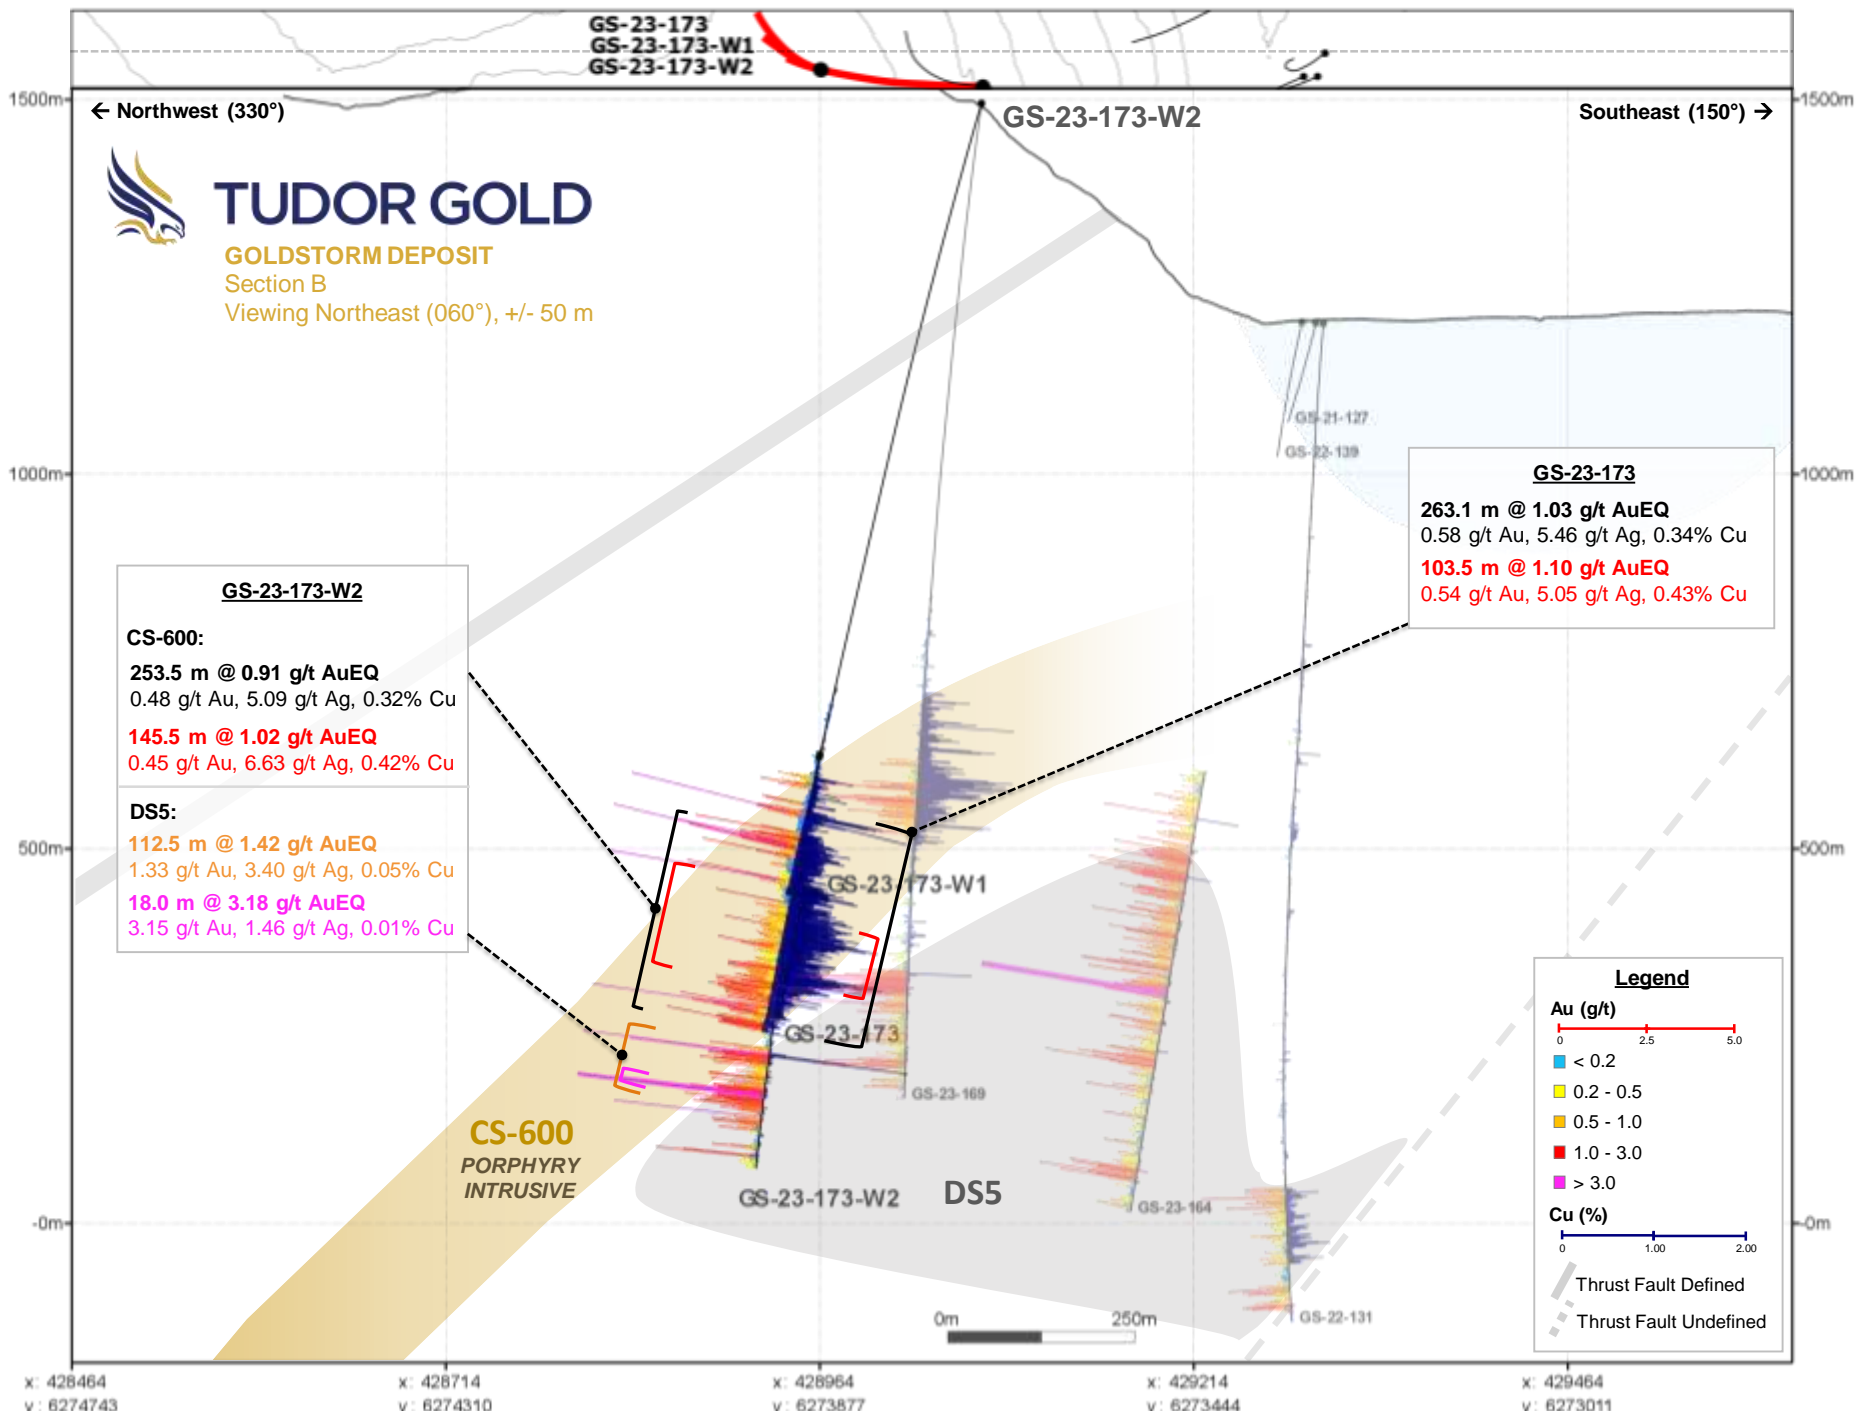 GS-23-173
GS-23-173-W1
GS-23-173-W2
1500m
1500m
← Northwest (330°)
GS-23-173-W2
Southeast (150°) →
TUDOR GOLD
GOLDSTORM DEPOSIT
Section B
Viewing Northeast (060°), +/- 50 m
GS-21-127
GS-22-139
1000m
1000m
GS-23-173
263.1 m @ 1.03 g/t AuEQ
0.58 g/t Au, 5.46 g/t Ag, 0.34% Cu
103.5 m @ 1.10 g/t AuEQ
0.54 g/t Au, 5.05 g/t Ag, 0.43% Cu
GS-23-173-W2
CS-600:
253.5 m @ 0.91 g/t AuEQ
0.48 g/t Au, 5.09 g/t Ag, 0.32% Cu
145.5 m @ 1.02 g/t AuEQ
0.45 g/t Au, 6.63 g/t Ag, 0.42% Cu
DS5:
112.5 m @ 1.42 g/t AuEQ
1.33 g/t Au, 3.40 g/t Ag, 0.05% Cu
18.0 m @ 3.18 g/t AuEQ
3.15 g/t Au, 1.46 g/t Ag, 0.01% Cu
500m
500m
GS-23-173-W1
GS-23-173
GS-23-169
CS-600
PORPHYRY
INTRUSIVE
GS-23-173-W2
DS5
GS-23-164
-0m
-0m
GS-22-131
0m 250m
Legend
Au (g/t)
0 2.5 5.0
< 0.2
0.2 - 0.5
0.5 - 1.0
1.0 - 3.0
> 3.0
Cu (%)
0 1.00 2.00
Thrust Fault Defined
Thrust Fault Undefined
x: 428464 x: 428714 x: 428964 x: 429214 x: 429464
y: 6274743 y: 6274310 y: 6273877 y: 6273444 y: 6273011